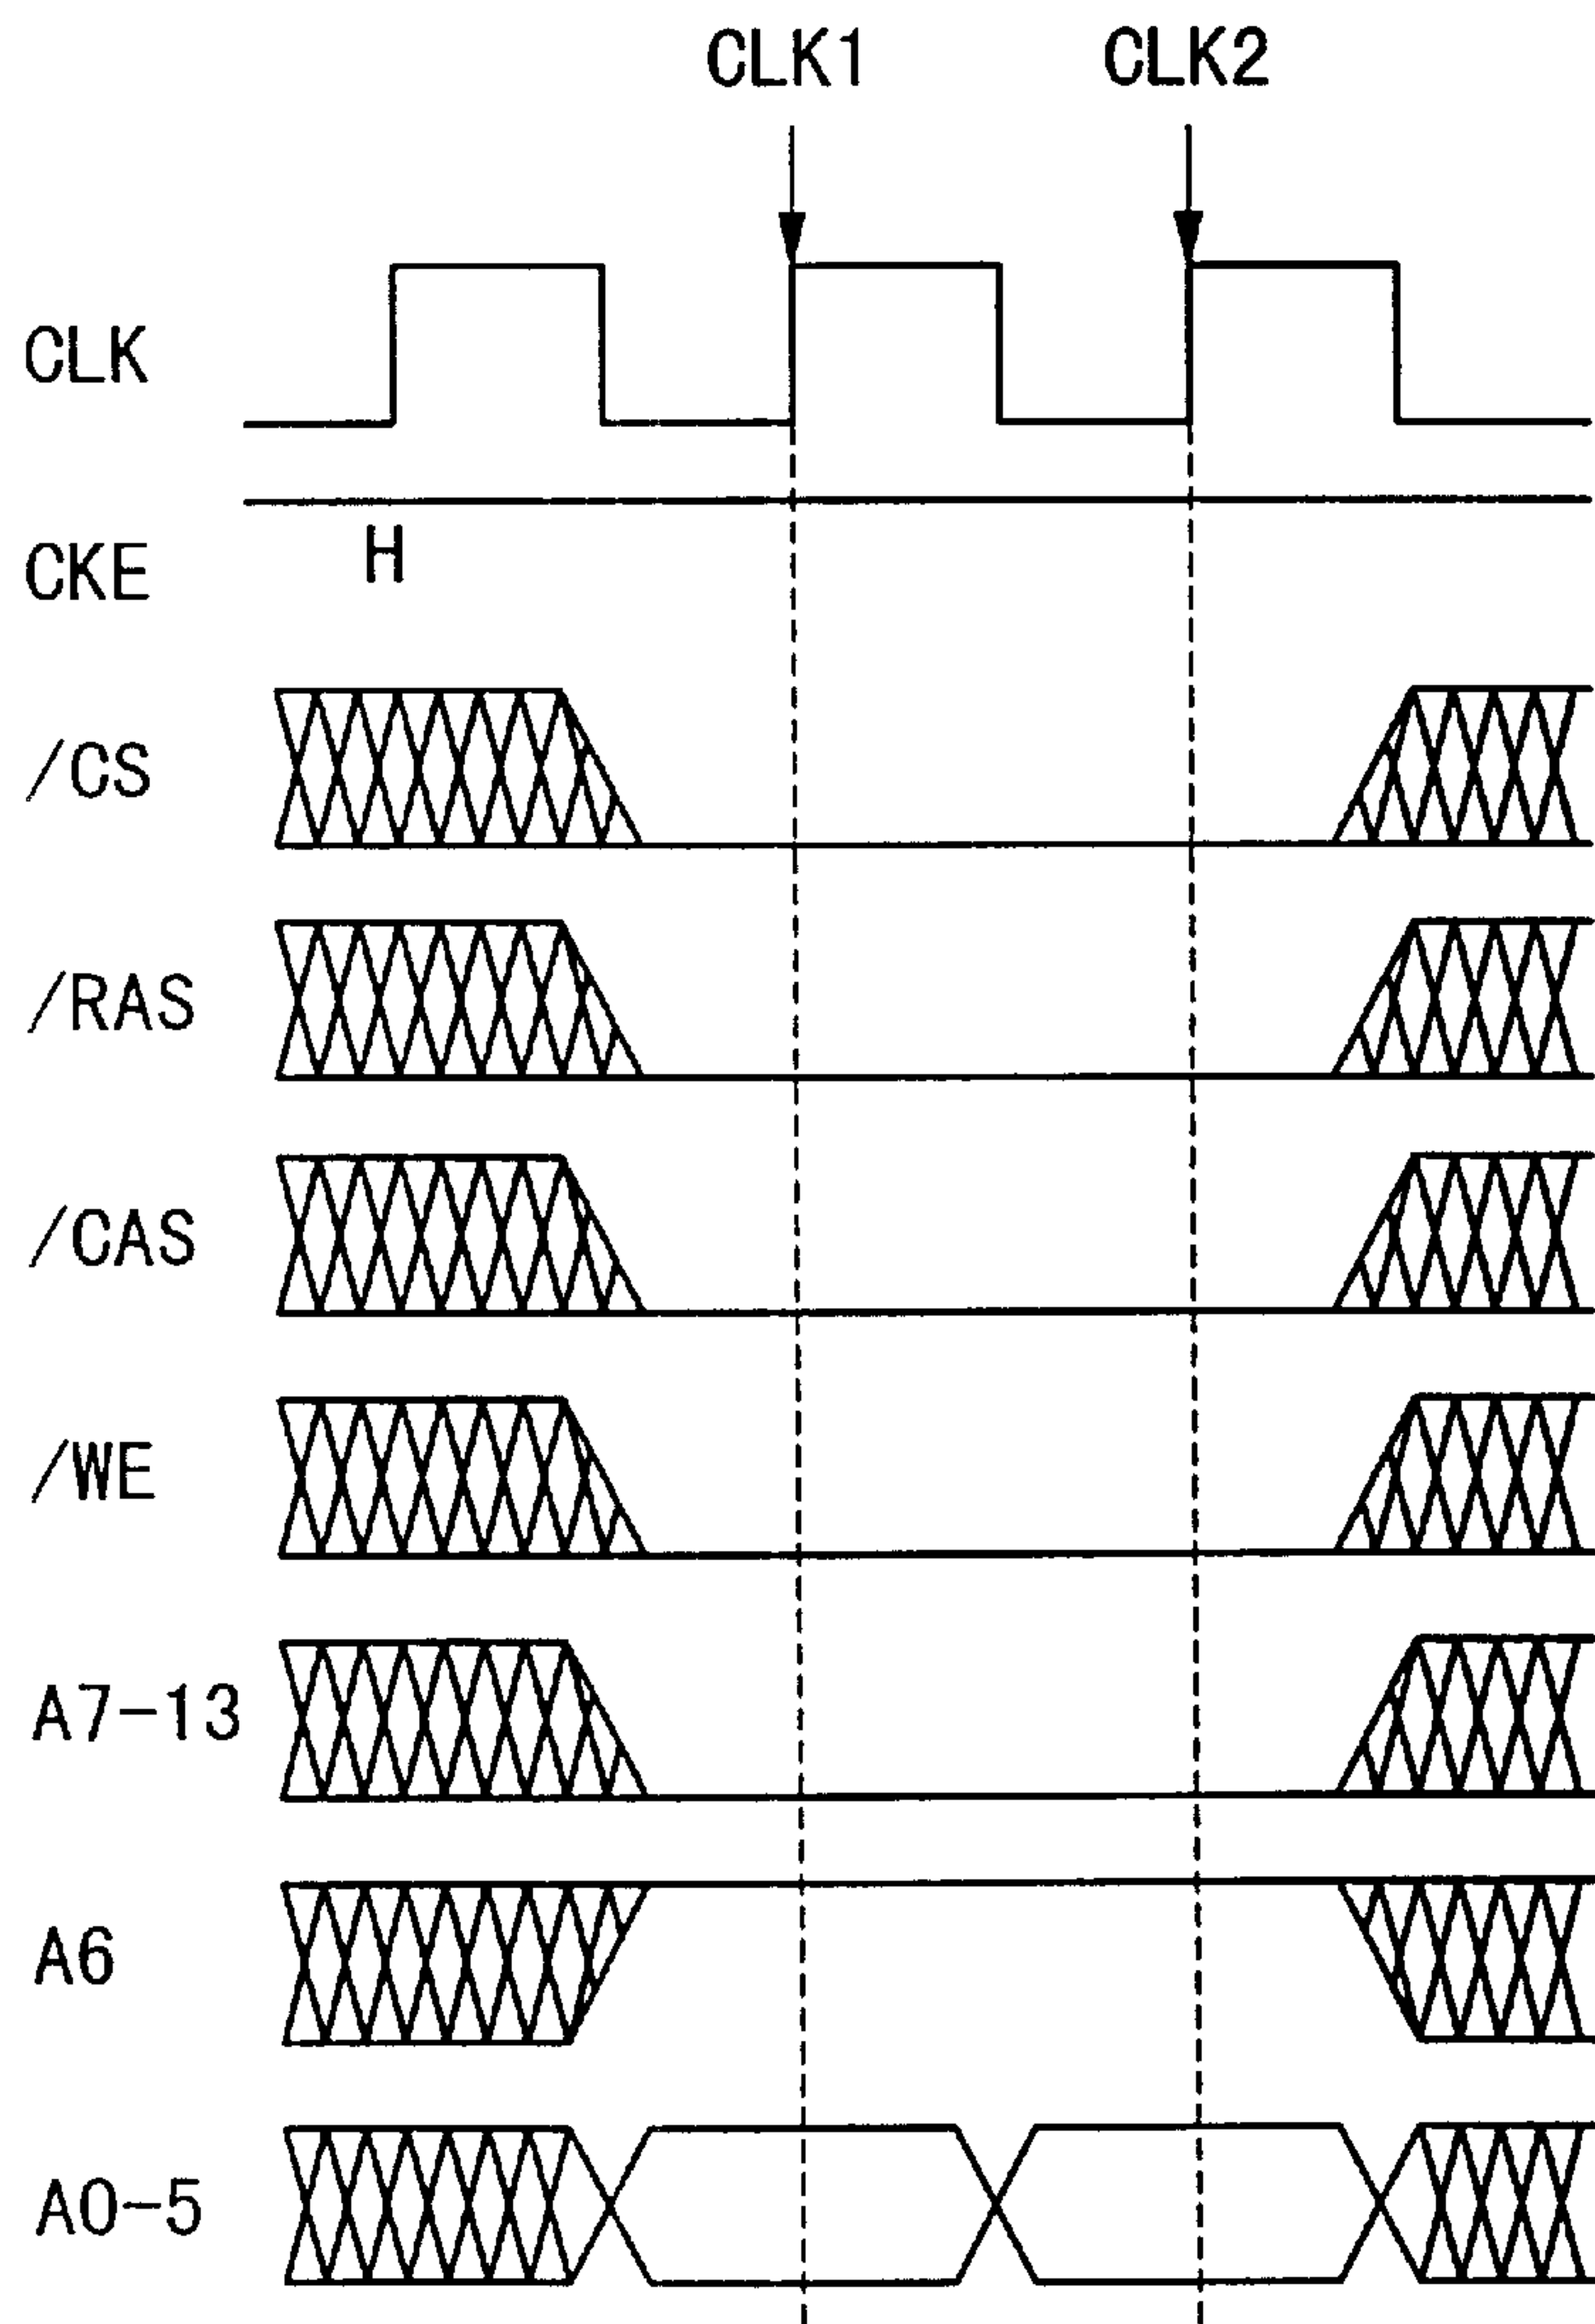 CLK1 CLK2
CLK
H
CKE
/CS
/RAS
/CAS
/WE
A7-13
A6
A0-5